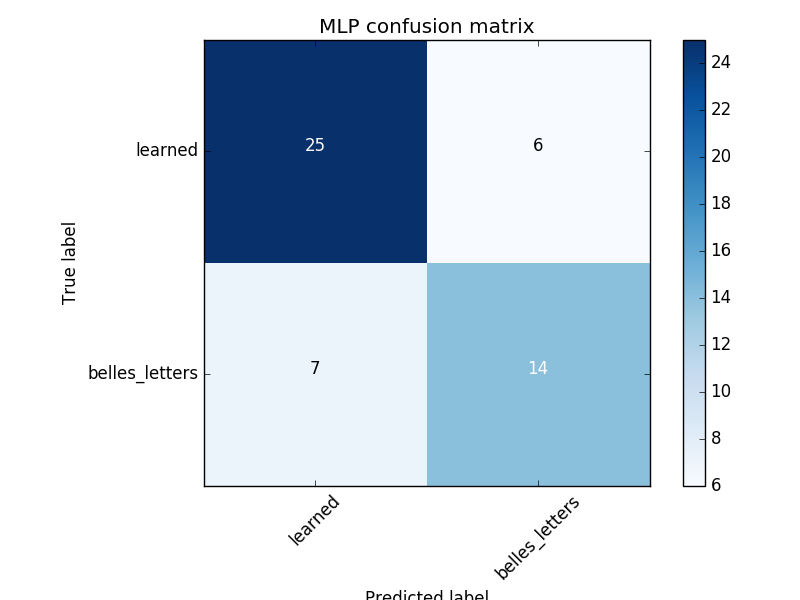 MLP confusion matrix
True label
learned
25
6
belles_letters
7
14
learned
belles_letters
Predicted label
24
22
20
18
16
14
12
10
8
6